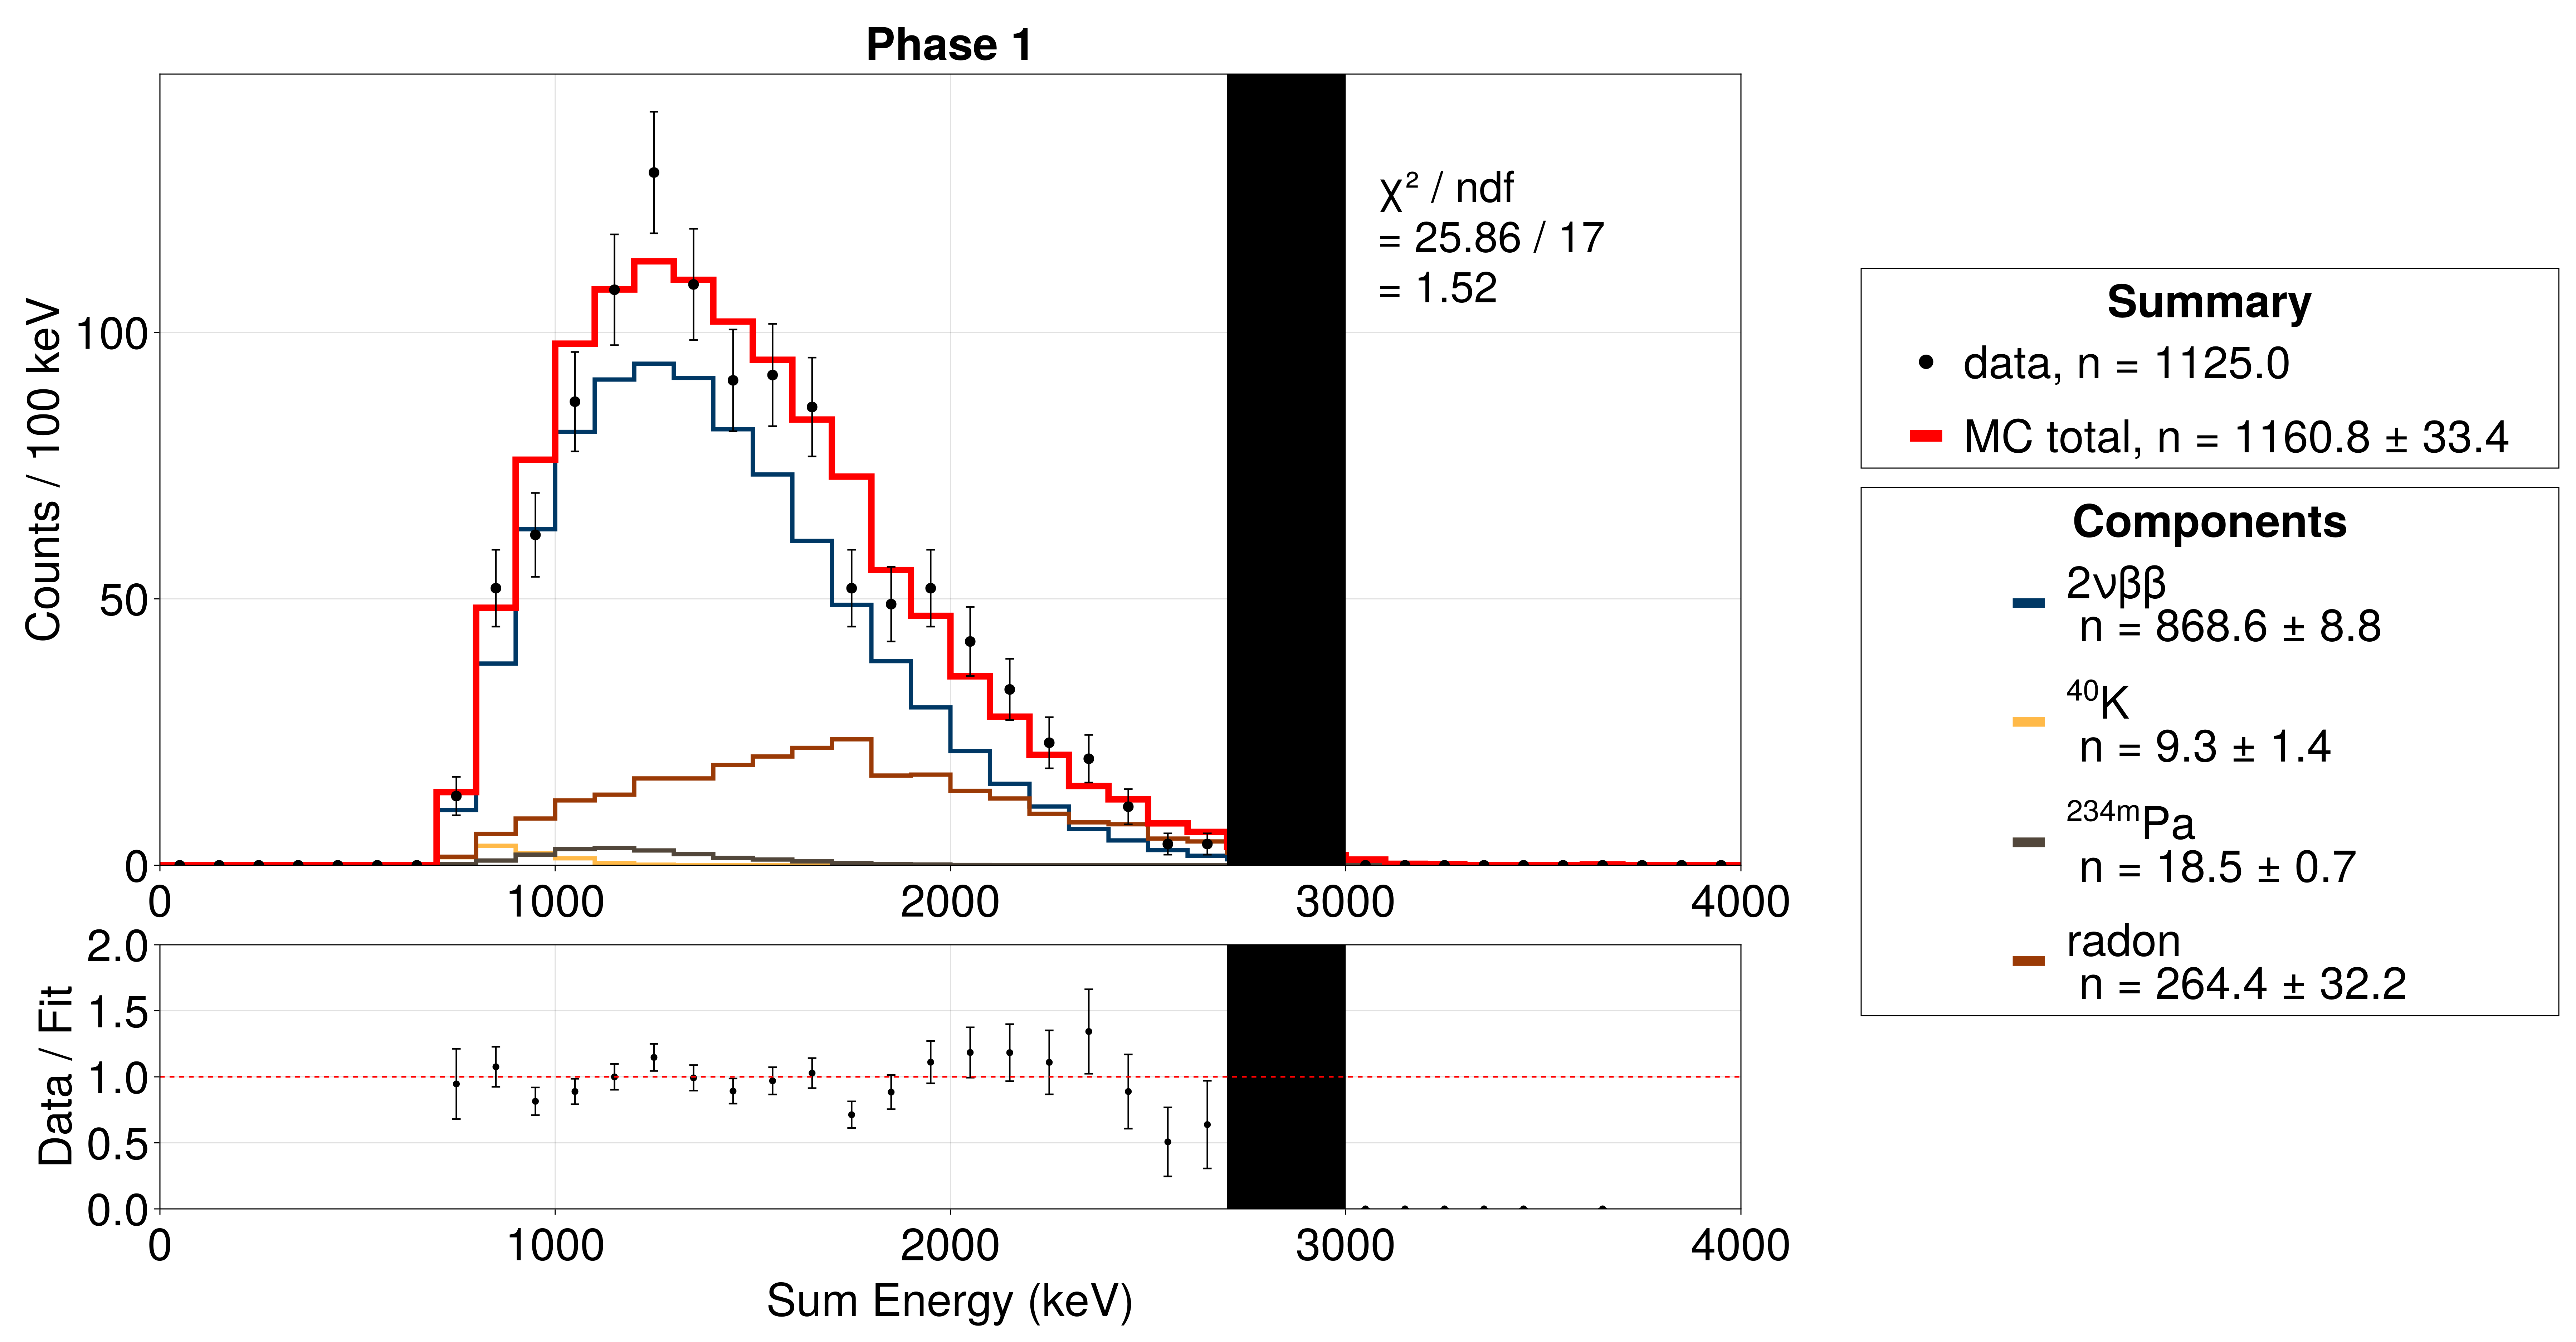 Phase 1
Counts / 100 keV
100
50
0
χ² / ndf
= 25.86 / 17
= 1.52
0 1000 2000 3000 4000
Data / Fit
2.0
1.5
1.0
0.5
0.0
0 1000 2000 3000 4000
Sum Energy (keV)
Summary
data, n = 1125.0
MC total, n = 1160.8 ± 33.4
Components
2νββ
n = 868.6 ± 8.8
⁴⁰K
n = 9.3 ± 1.4
²³⁴ᵐPa
n = 18.5 ± 0.7
radon
n = 264.4 ± 32.2